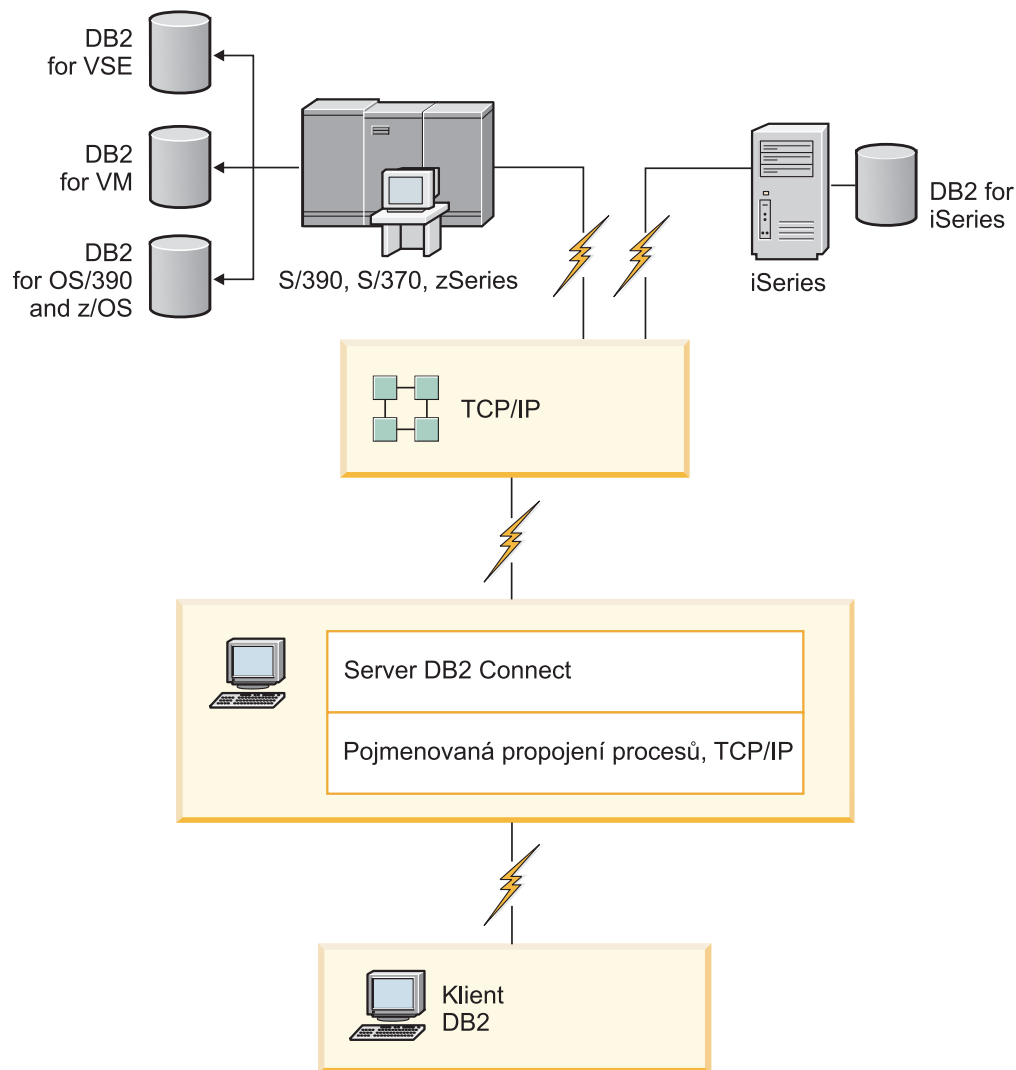 DB2
for VSE
DB2
for VM
DB2
for OS/390
and z/OS
S/390, S/370, zSeries
iSeries
DB2 for
iSeries
TCP/IP
Server DB2 Connect
Pojmenovaná propojení procesů, TCP/IP
Klient
DB2